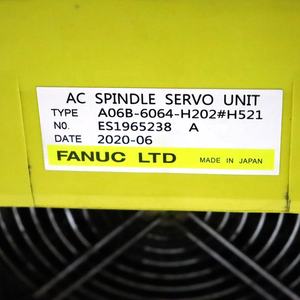 AC SPINDLE SERVO UNIT
TYPE A06B-6064-H202#H521
NO. ES1965238 A
DATE 2020-06
FANUC LTD MADE IN JAPAN